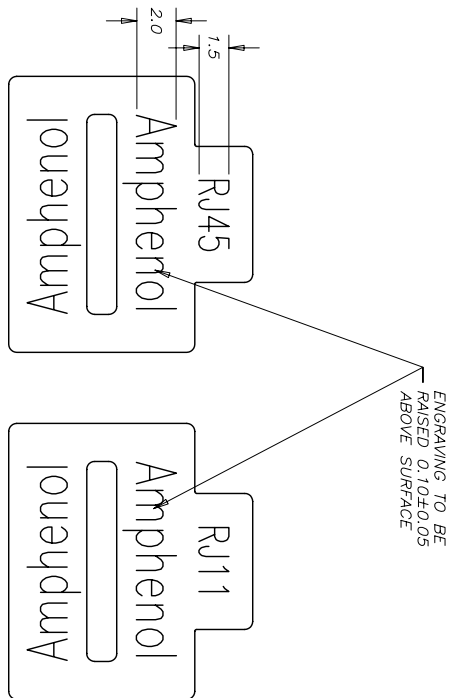 ENGRAVING TO BE
RAISED 0.10±0.05
ABOVE SURFACE
2.0
1.5
RJ45
Amphenol
Amphenol
RJ11
Amphenol
Amphenol